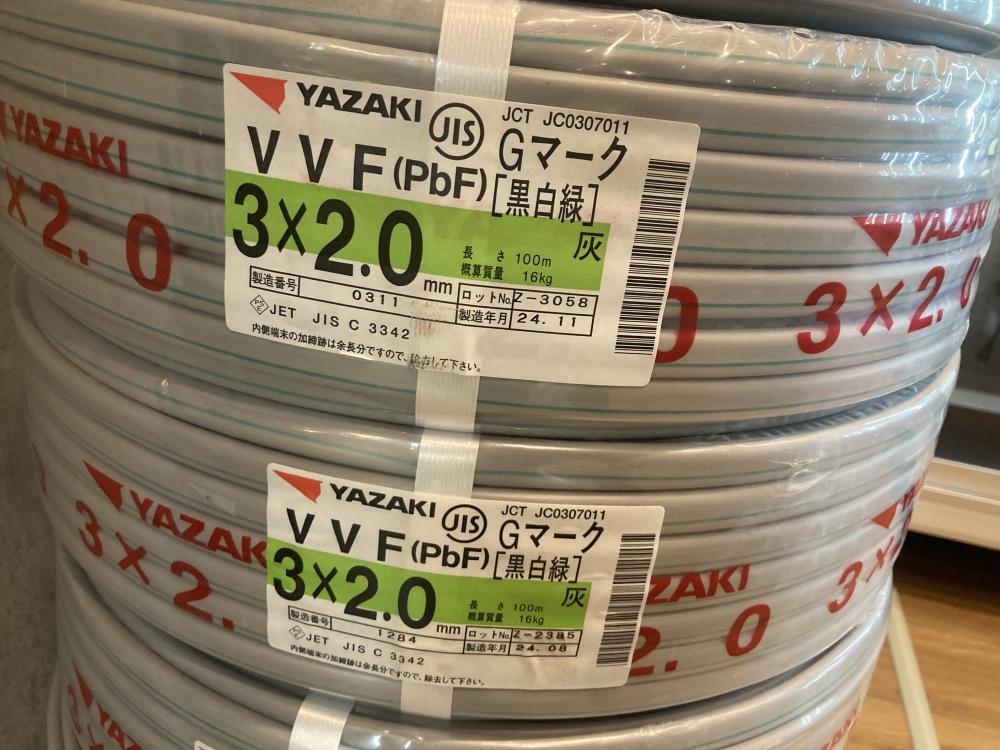 YAZAKI
× 2. 0
YAZAKI JIS JCT JC0307011
VVF(PbF) Gマーク
[黒白緑]
3×2.0mm 灰
長さ 100m
概算質量 16kg
製造番号 0311 ロットNo. Z-3058
製造年月 24.11
PSE JET JIS C 3342
内側端末の加締跡は余長分ですので、除去して下さい。
YAZAKI
0
3 × 2. 0
YAZAKI
3 × 2.
YAZAKI JIS JCT JC0307011
VVF(PbF) Gマーク
[黒白緑]
3×2.0mm 灰
長さ 100m
概算質量 16kg
製造番号 1284 ロットNo. Z-2385
製造年月 24.08
PSE JET JIS C 3342
内側端末の加締跡は余長分ですので、除去して下さい。
YAZAKI
2. 0
3 ×
YAZAKI
3 ×
YAZAKI